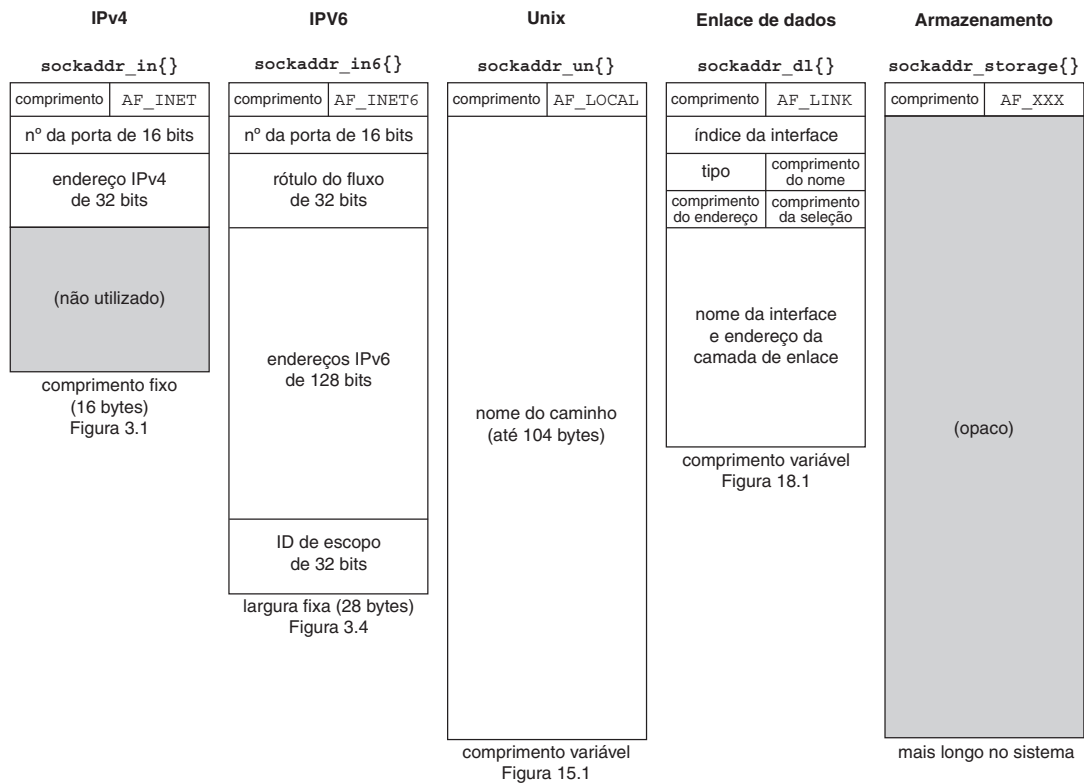 IPv4
sockaddr_in{}
comprimento
AF_INET
nº da porta de 16 bits
endereço IPv4
de 32 bits
(não utilizado)
comprimento fixo
(16 bytes)
Figura 3.1
IPV6
sockaddr_in6{}
comprimento
AF_INET6
nº da porta de 16 bits
rótulo do fluxo
de 32 bits
endereços IPv6
de 128 bits
ID de escopo
de 32 bits
largura fixa (28 bytes)
Figura 3.4
Unix
sockaddr_un{}
comprimento
AF_LOCAL
nome do caminho
(até 104 bytes)
comprimento variável
Figura 15.1
Enlace de dados
sockaddr_dl{}
comprimento
AF_LINK
índice da interface
tipo
comprimento
do nome
comprimento
do endereço
comprimento
da seleção
nome da interface
e endereço da
camada de enlace
comprimento variável
Figura 18.1
Armazenamento
sockaddr_storage{}
comprimento
AF_XXX
(opaco)
mais longo no sistema